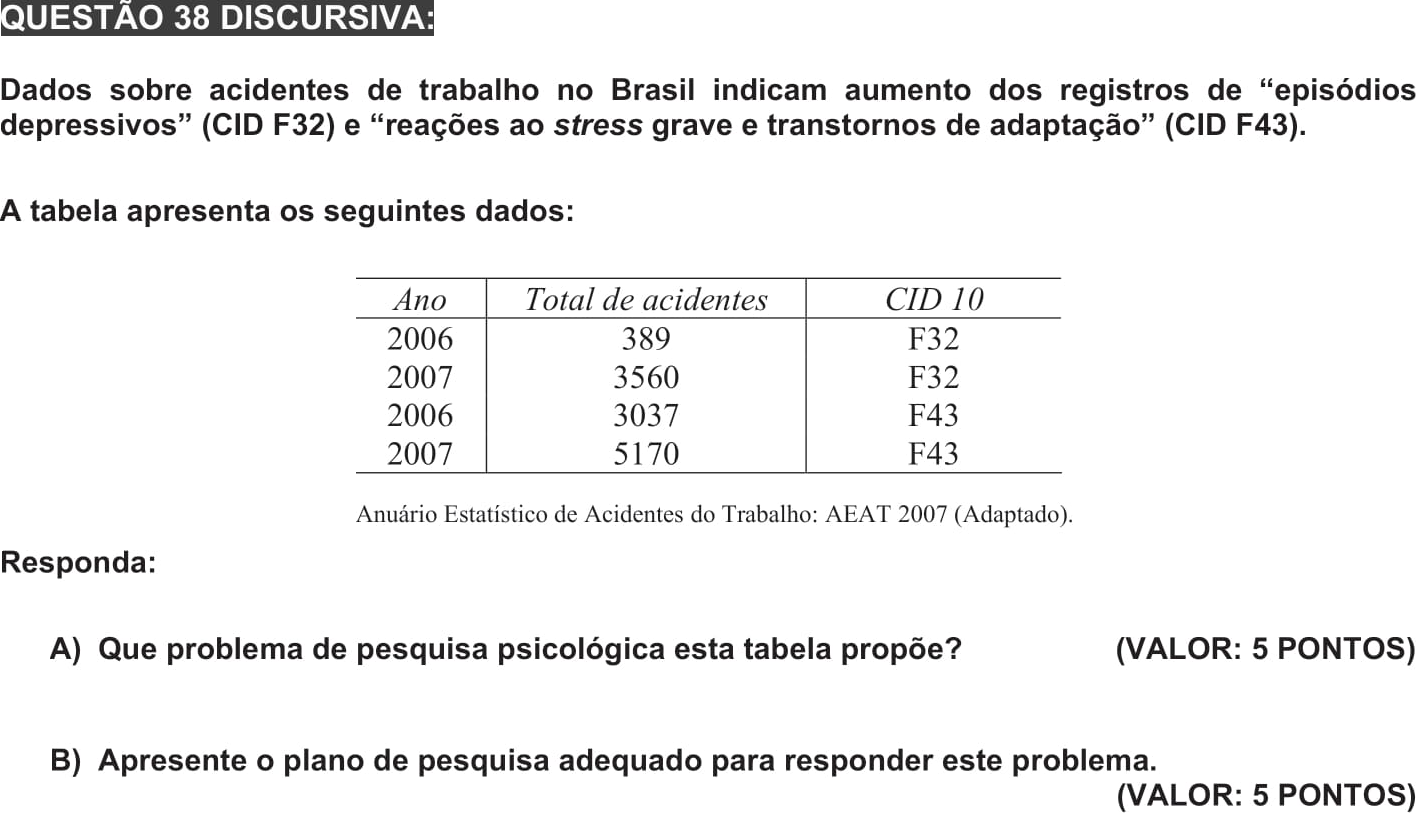 QUESTÃO 38 DISCURSIVA:
Dados sobre acidentes de trabalho no Brasil indicam aumento dos registros de “episódios
depressivos” (CID F32) e “reações ao stress grave e transtornos de adaptação” (CID F43).
A tabela apresenta os seguintes dados:
Ano Total de acidentes CID 10
2006 389 F32
2007 3560 F32
2006 3037 F43
2007 5170 F43
Anuário Estatístico de Acidentes do Trabalho: AEAT 2007 (Adaptado).
Responda:
A) Que problema de pesquisa psicológica esta tabela propõe? (VALOR: 5 PONTOS)
B) Apresente o plano de pesquisa adequado para responder este problema.
(VALOR: 5 PONTOS)